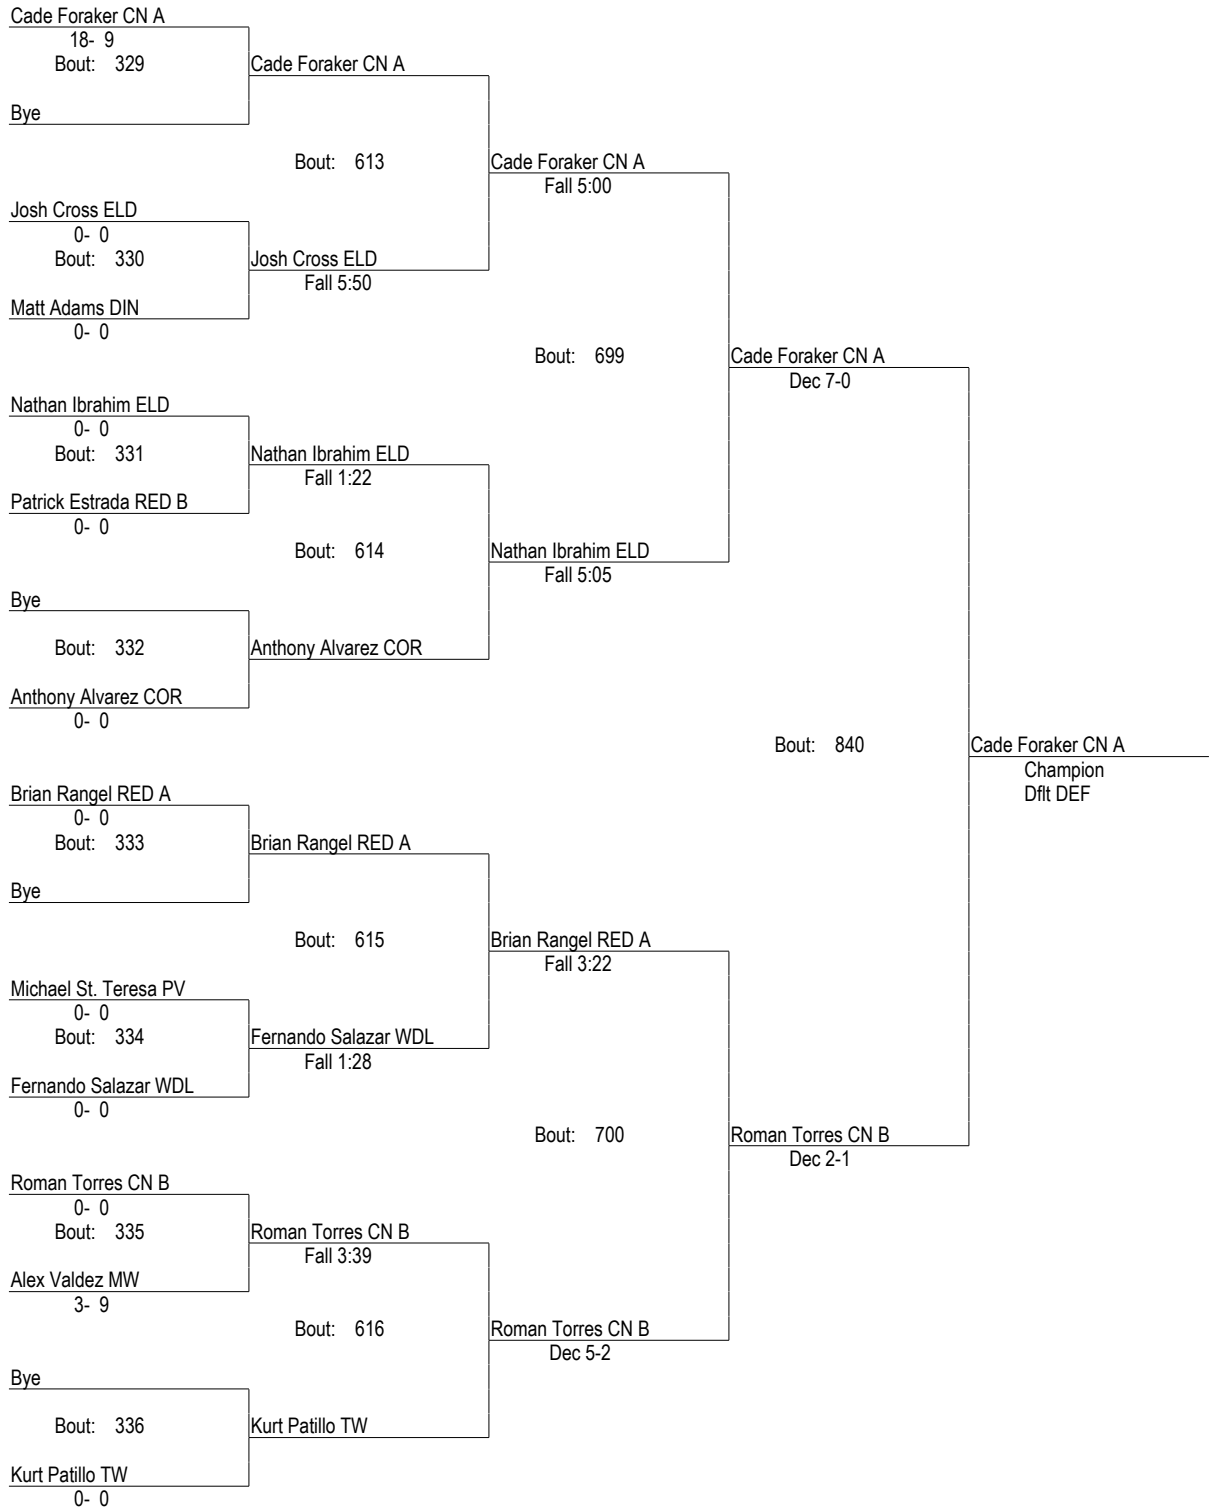 Cade Foraker CN A
18- 9
Bout: 329
Cade Foraker CN A
Bye
Bout: 613
Cade Foraker CN A
Fall 5:00
Josh Cross ELD
0- 0
Bout: 330
Josh Cross ELD
Fall 5:50
Matt Adams DIN
0- 0
Bout: 699
Cade Foraker CN A
Dec 7-0
Nathan Ibrahim ELD
0- 0
Bout: 331
Nathan Ibrahim ELD
Fall 1:22
Patrick Estrada RED B
0- 0
Bout: 614
Nathan Ibrahim ELD
Fall 5:05
Bye
Bout: 332
Anthony Alvarez COR
Anthony Alvarez COR
0- 0
Bout: 840
Cade Foraker CN A
Champion
Dflt DEF
Brian Rangel RED A
0- 0
Bout: 333
Brian Rangel RED A
Bye
Bout: 615
Brian Rangel RED A
Fall 3:22
Michael St. Teresa PV
0- 0
Bout: 334
Fernando Salazar WDL
Fall 1:28
Fernando Salazar WDL
0- 0
Bout: 700
Roman Torres CN B
Dec 2-1
Roman Torres CN B
0- 0
Bout: 335
Roman Torres CN B
Fall 3:39
Alex Valdez MW
3- 9
Bout: 616
Roman Torres CN B
Dec 5-2
Bye
Bout: 336
Kurt Patillo TW
Kurt Patillo TW
0- 0